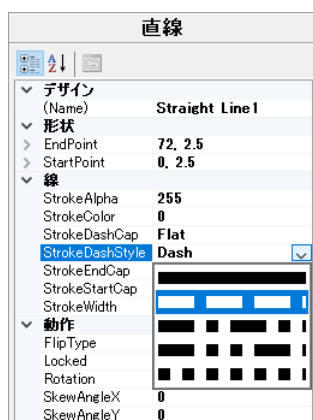 直線
デザイン
(Name) Straight Line1
形状
EndPoint 72, 2.5
StartPoint 0, 2.5
線
StrokeAlpha 255
StrokeColor 0
StrokeDashCap Flat
StrokeDashStyle Dash
StrokeEndCap
StrokeStartCap
StrokeWidth
動作
FlipType
Locked
Rotation
SkewAngleX 0
SkewAngleY 0